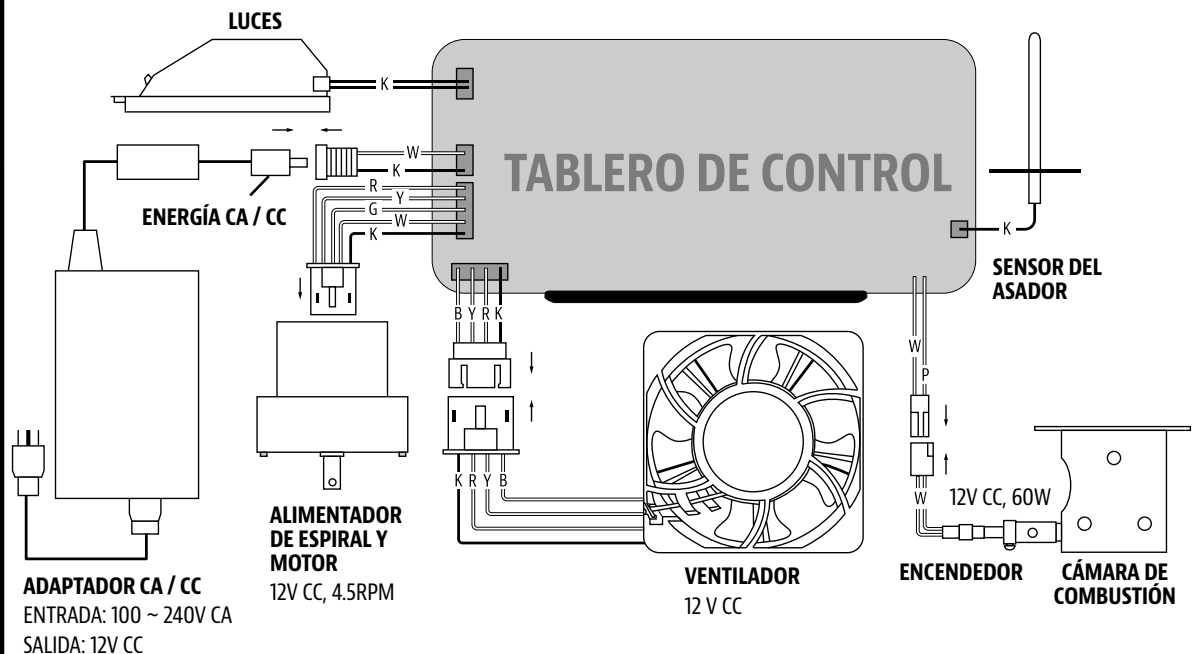 LUCES
K
TABLERO DE CONTROL
W
K
ENERGÍA CA / CC
R
Y
G
W
K
K
SENSOR DEL
ASADOR
B Y R K
W
P
K R Y B
W
12V CC, 60W
ALIMENTADOR
DE ESPIRAL Y
MOTOR
12V CC, 4.5RPM
VENTILADOR
12 V CC
ENCENDEDOR
CÁMARA DE
COMBUSTIÓN
ADAPTADOR CA / CC
ENTRADA: 100 ~ 240V CA
SALIDA: 12V CC